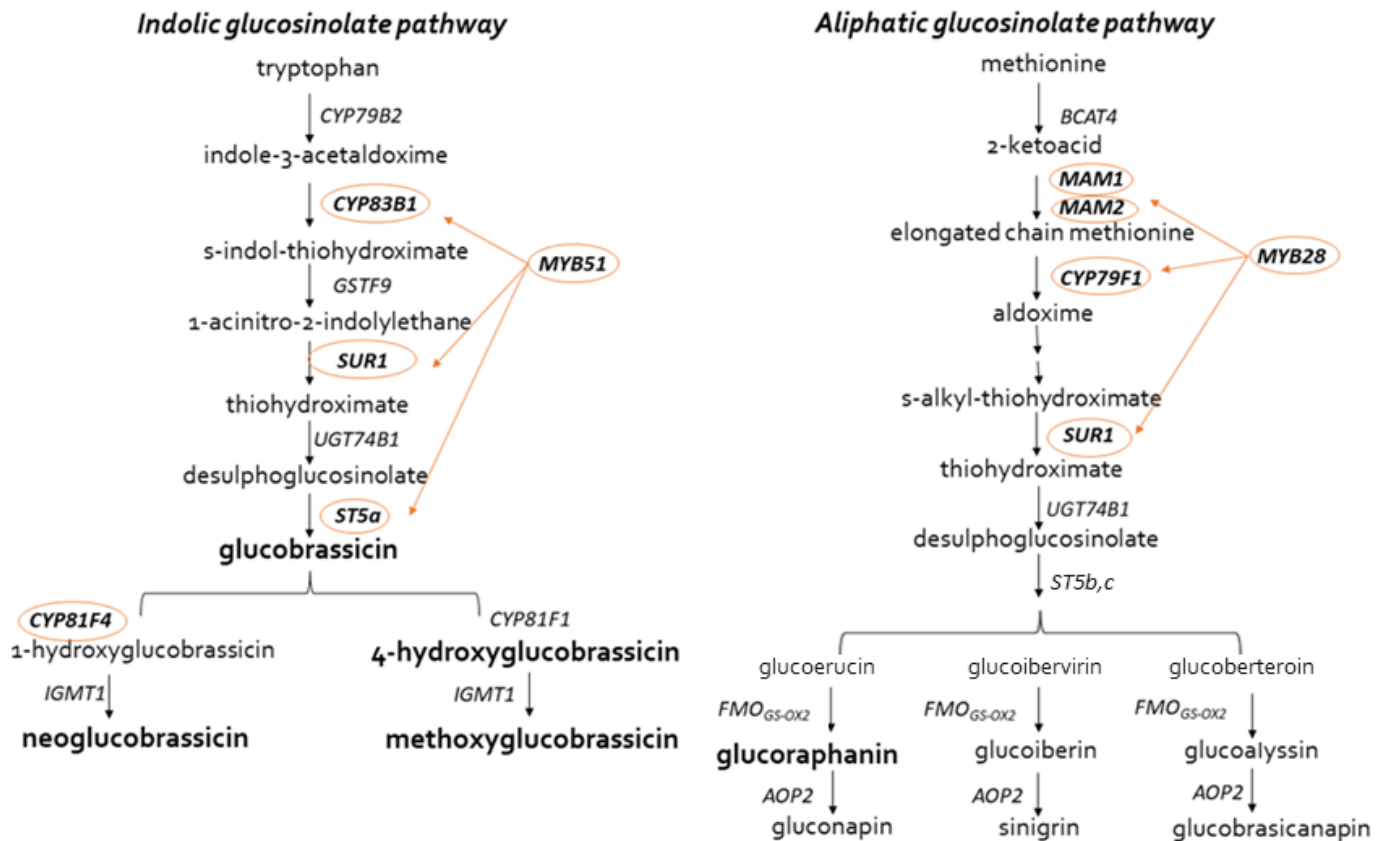 Indolic glucosinolate pathway
tryptophan
CYP79B2
indole-3-acetaldoxime
CYP83B1
s-indol-thiohydroximate
MYB51
GSTF9
1-acinitro-2-indolylethane
SUR1
thiohydroximate
UGT74B1
desulphoglucosinolate
ST5a
glucobrassicin
CYP81F4
CYP81F1
1-hydroxyglucobrassicin
4-hydroxyglucobrassicin
IGMT1
IGMT1
neoglucobrassicin
methoxyglucobrassicin
Aliphatic glucosinolate pathway
methionine
BCAT4
2-ketoacid
MAM1
MAM2
elongated chain methionine
MYB28
CYP79F1
aldoxime
s-alkyl-thiohydroximate
SUR1
thiohydroximate
UGT74B1
desulphoglucosinolate
ST5b,c
glucoerucin
glucoibervirin
glucoberteroin
FMOGS-OX2
FMOGS-OX2
FMOGS-OX2
glucoraphanin
glucoiberin
glucoalyssin
AOP2
AOP2
AOP2
gluconapin
sinigrin
glucobrasicanapin